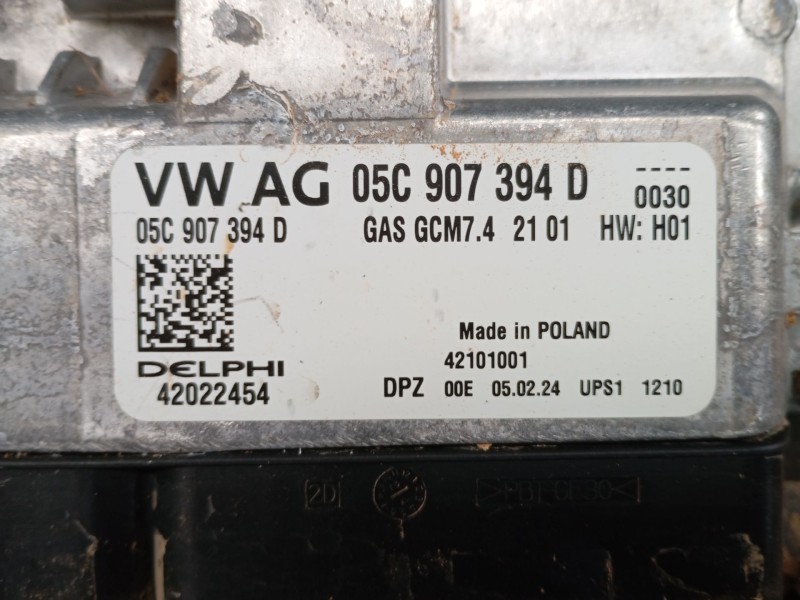 VW AG 05C 907 394 D ----
0030
05C 907 394 D GAS GCM7.4 21 01 HW: H01
Made in POLAND
DELPHI 42101001
42022454 DPZ 00E 05.02.24 UPS1 1210
2D